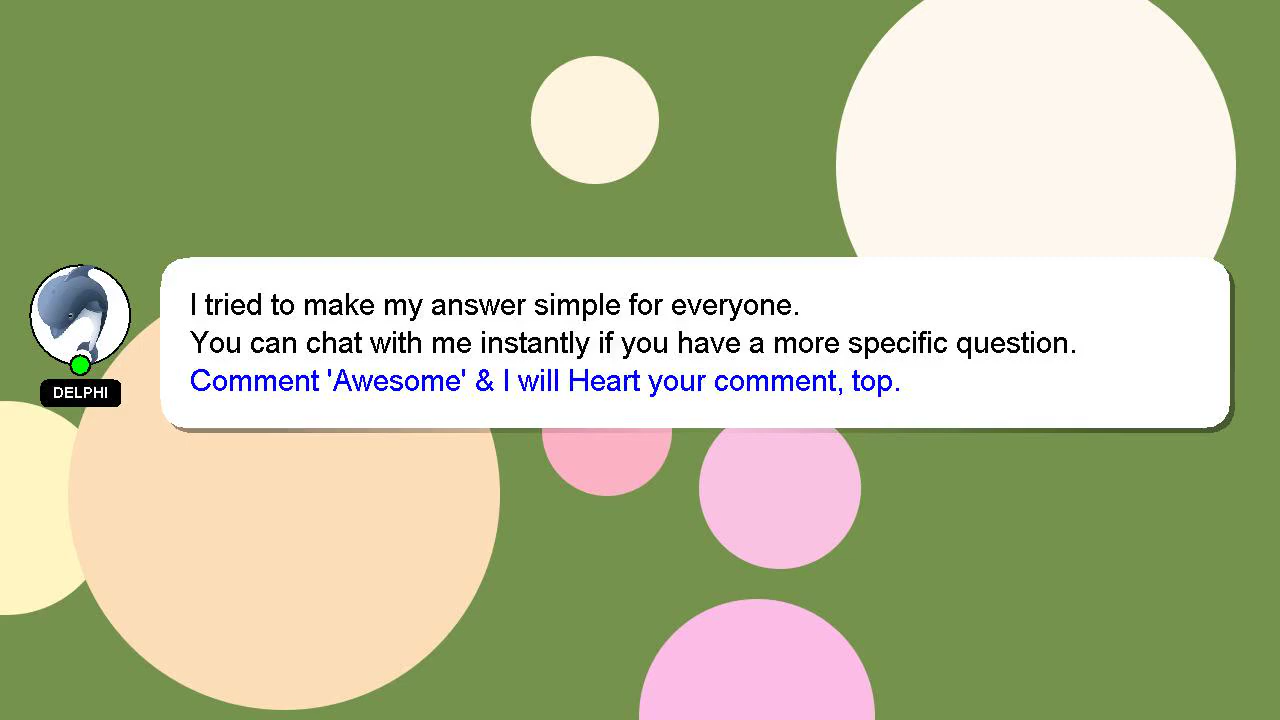 I tried to make my answer simple for everyone.
You can chat with me instantly if you have a more specific question.
Comment 'Awesome' & I will Heart your comment, top.
DELPHI